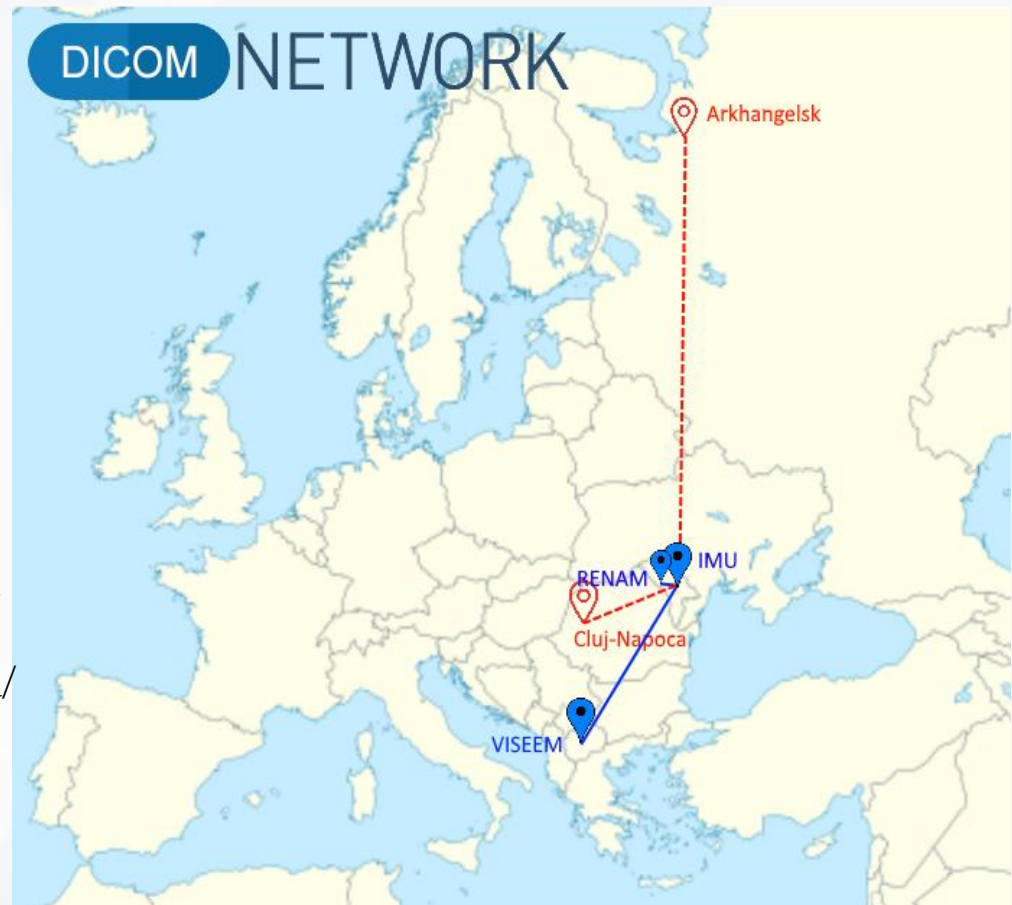 DICOM NETWORK
Arkhangelsk
IMU
RENAM
Cluj-Napoca
/
VISEEM